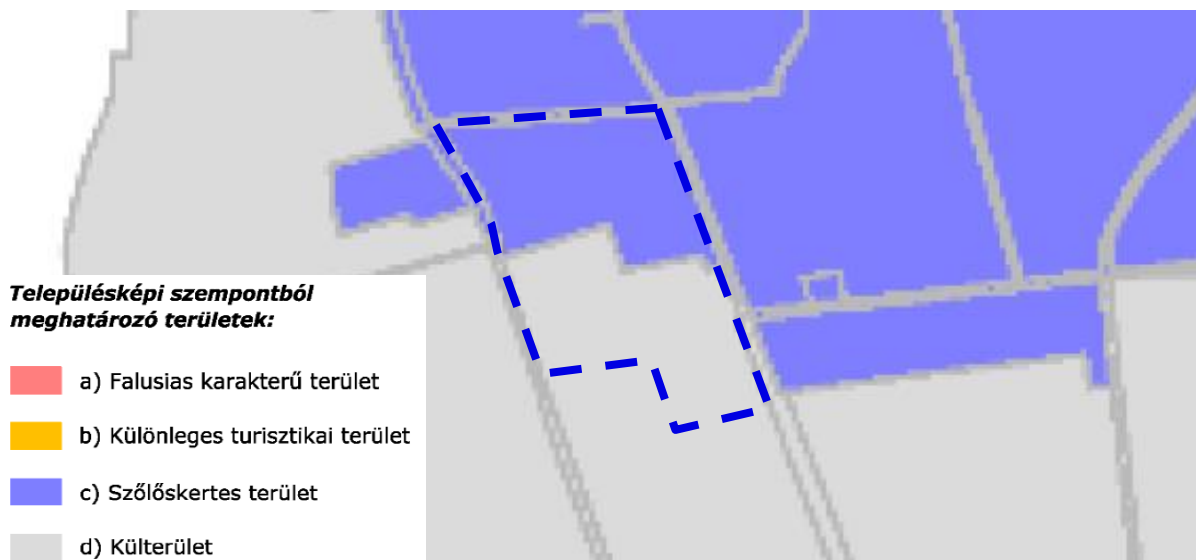 Településképi szempontból
meghatározó területek:
a) Falusias karakterű terület
b) Különleges turisztikai terület
c) Szőlőskertes terület
d) Külterület